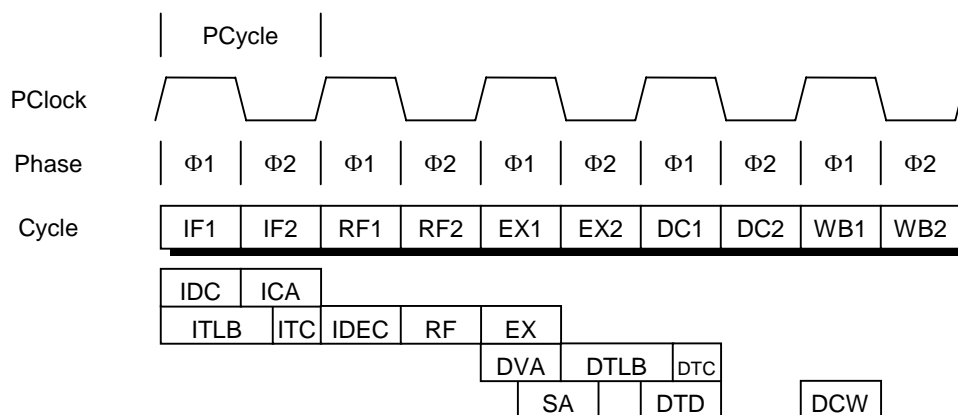 PCycle
PClock
Phase Φ1 Φ2 Φ1 Φ2 Φ1 Φ2 Φ1 Φ2 Φ1 Φ2
Cycle IF1 IF2 RF1 RF2 EX1 EX2 DC1 DC2 WB1 WB2
IDC ICA
ITLB ITC IDEC RF EX
DVA DTLB DTC
SA DTD DCW